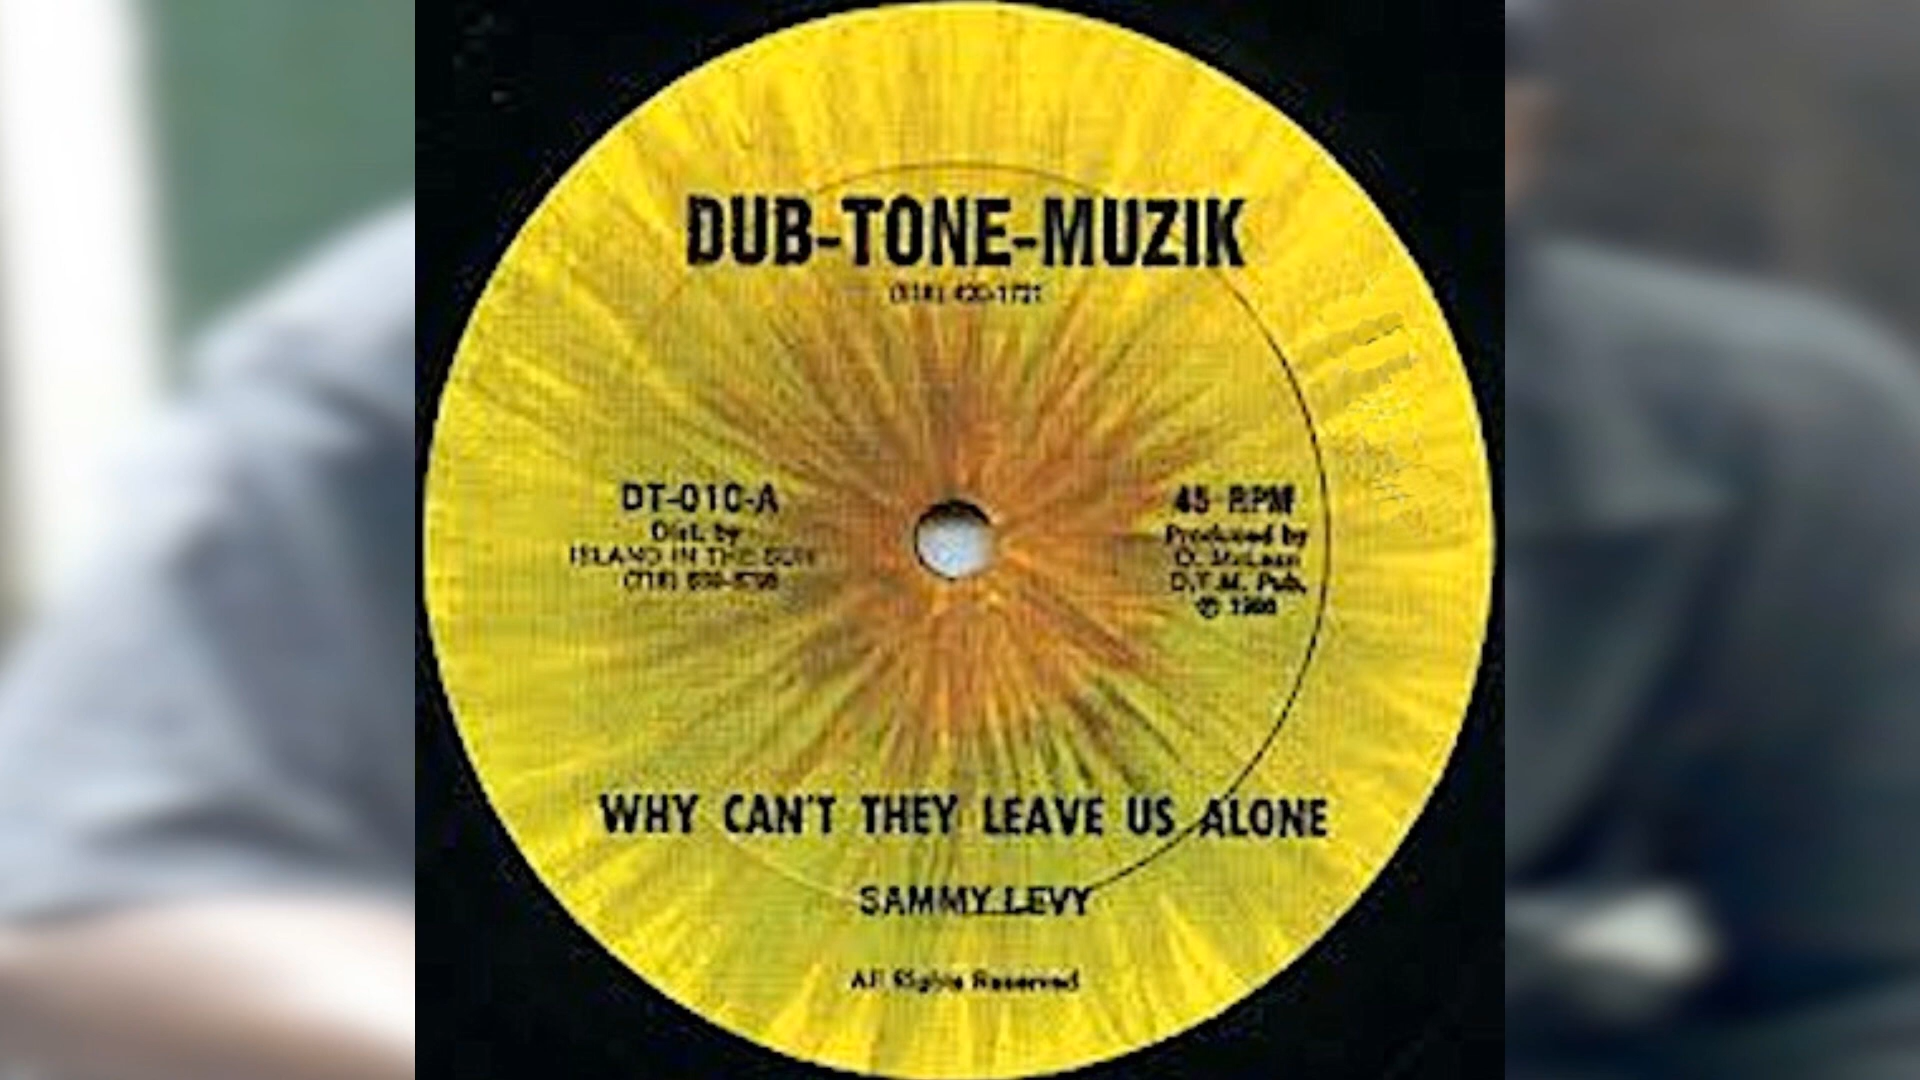 DUB-TONE-MUZIK
DT-010-A
Dist. by
ISLAND IN THE SUN
45 RPM
Produced by
D.T.M. Pub.
WHY CAN'T THEY LEAVE US ALONE
SAMMY LEVY
All Rights Reserved